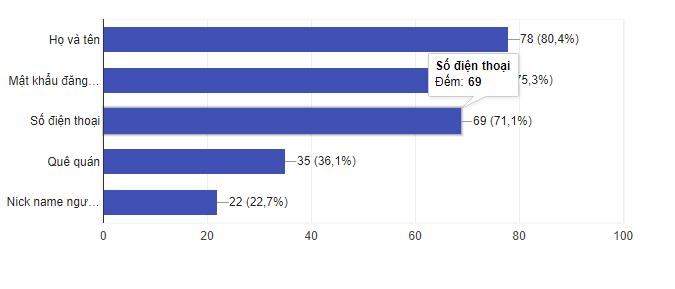 Họ và tên
78 (80,4%)
Mật khẩu đăng…
75,3%)
Số điện thoại
Đếm: 69
Số điện thoại
69 (71,1%)
Quê quán
35 (36,1%)
Nick name ngư…
22 (22,7%)
0 20 40 60 80 100